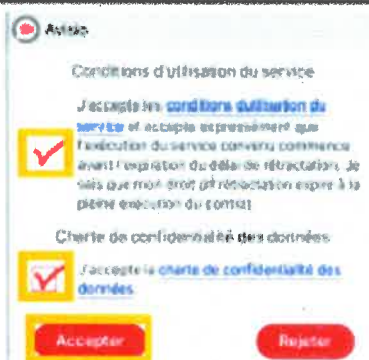 Conditions d'utilisation du service
J'accepte les conditions d'utilisation du
service et accepte expressément que
l'exécution du service convenu commence
avant l'expiration du délai de rétractation. Je
sais que mon droit de rétractation expire à la
pleine exécution du contrat
Charte de confidentialité des données
J'accepte la charte de confidentialité des
données
Accepter
Rejeter